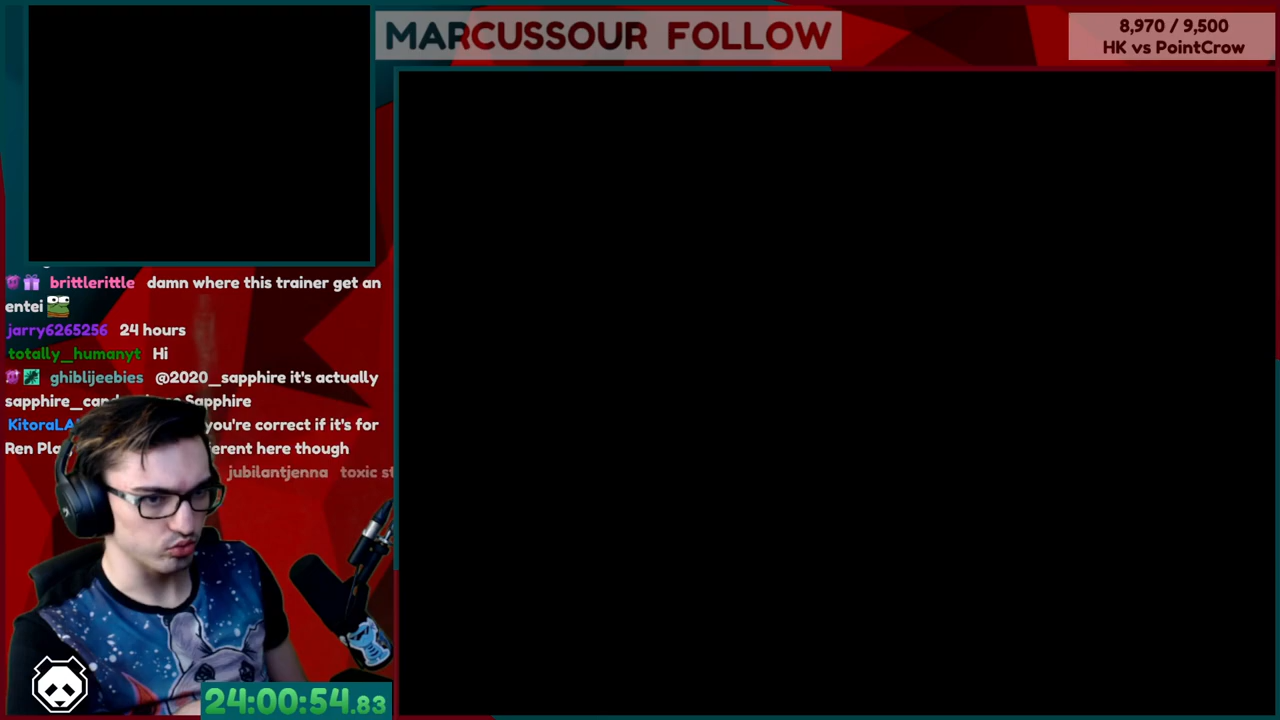 MARCUSSOUR FOLLOW
8,970 / 9,500
HK vs PointCrow
brittlerittle damn where this trainer get an
entei
jarry6265256 24 hours
totally_humanyt Hi
ghiblijeebies @2020_sapphire it's actually
Sapphire
you're correct if it's for
Ren here though
jubilantjenna toxic
24:00:54.83